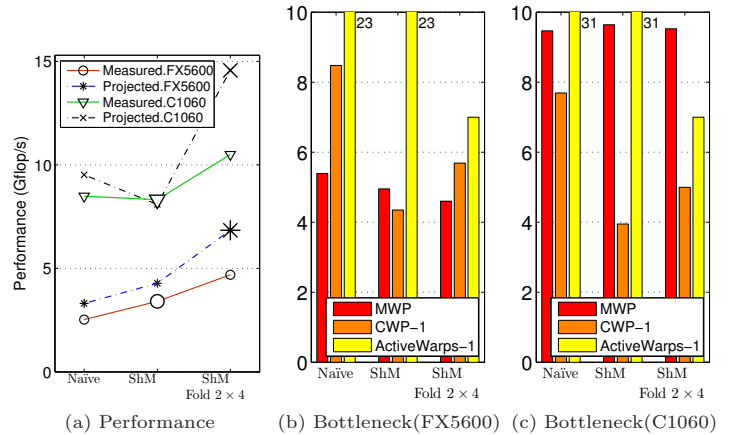 15
10
5
0
Performance (Gflop/s)
Measured.FX5600
Projected.FX5600
Measured.C1060
Projected.C1060
Naïve
ShM
ShM
Fold 2 × 4
(a) Performance
10
8
6
4
2
0
23
23
MWP
CWP−1
ActiveWarps−1
Naïve
ShM
ShM
Fold 2 × 4
(b) Bottleneck(FX5600)
10
8
6
4
2
0
31
31
MWP
CWP−1
ActiveWarps−1
Naïve
ShM
ShM
Fold 2 × 4
(c) Bottleneck(C1060)